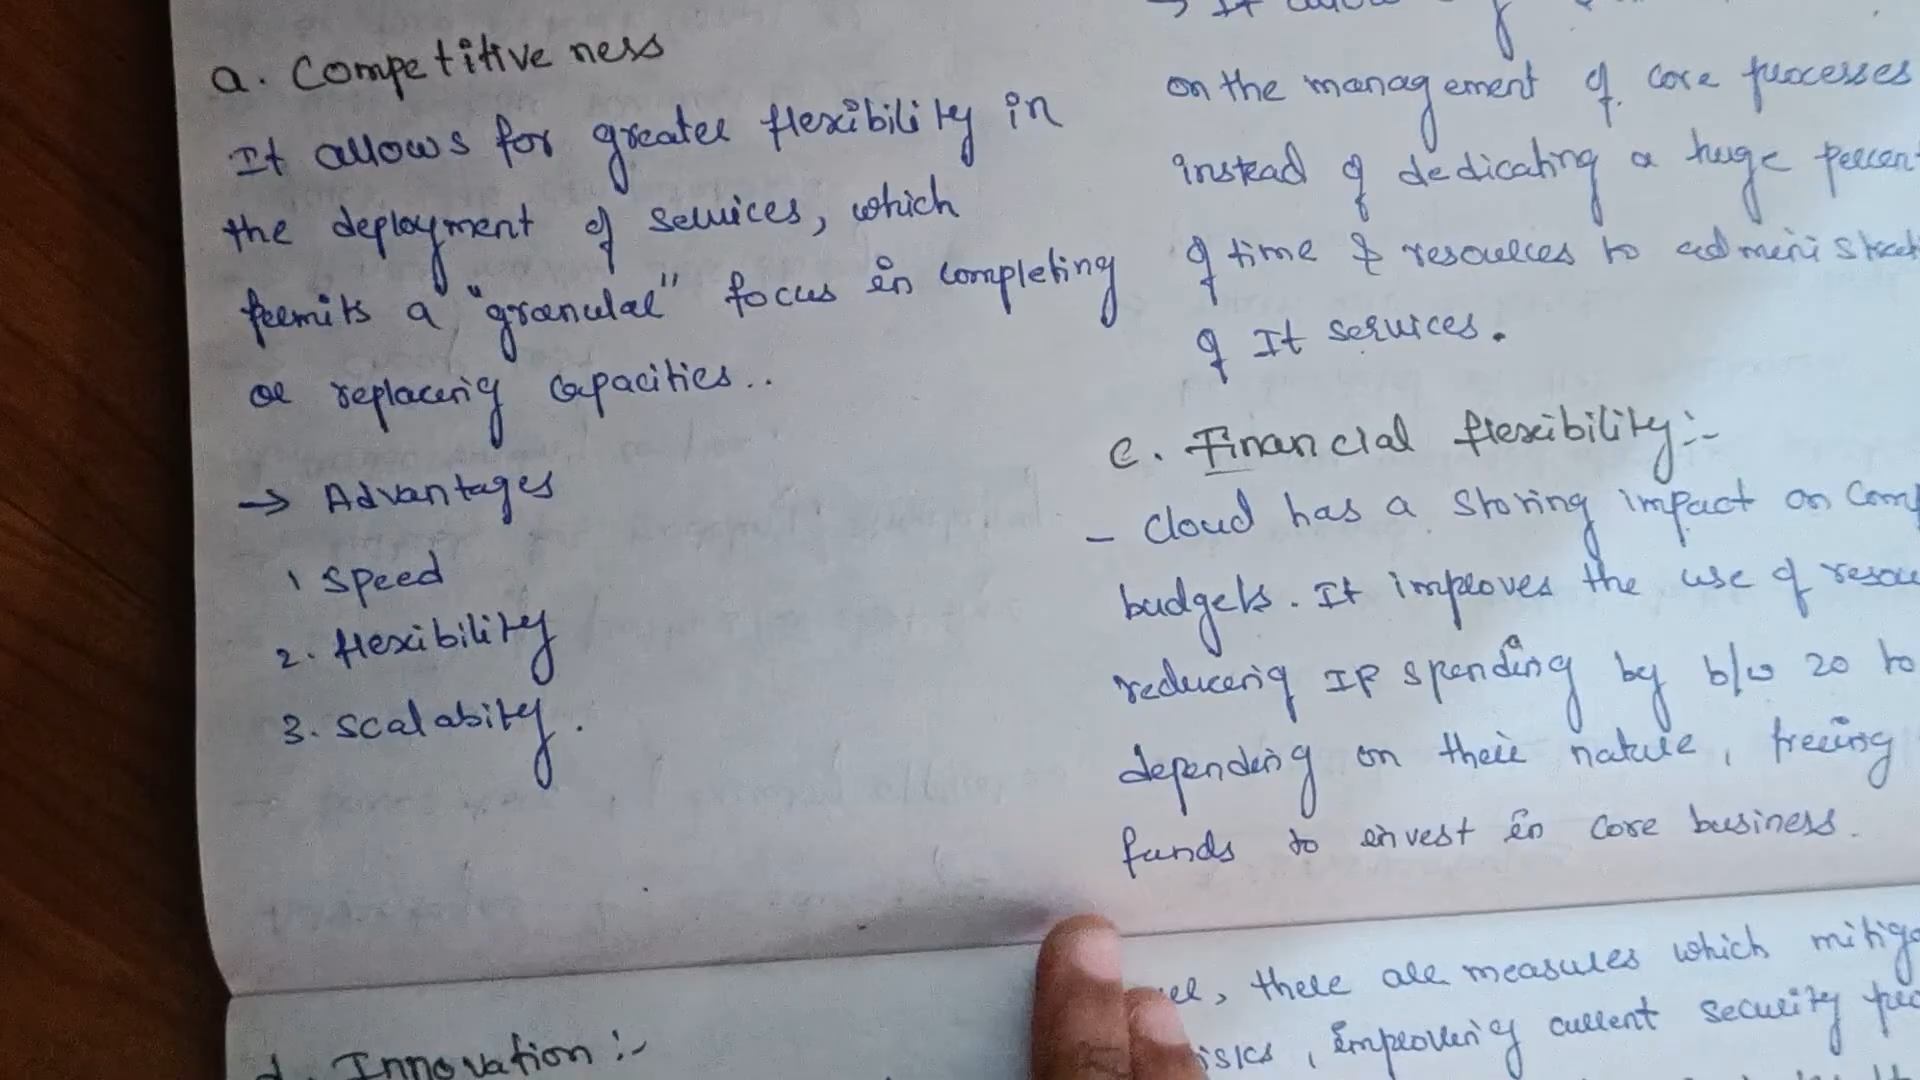 a. Competitive ness
It allows for greater flexibility in
the deployment of services, which
permits a "granular" focus in completing
or replacing capacities..
→ Advantages
1 Speed
2. flexibility
3. Scalabity.
→ It
on the management of core processes
instead of dedicating a huge
of time & resources to
of It services.
c. Financial flexibility:-
- cloud has a storing impact on
budgets. It improves the use of
reducing IP spending by b/w 20 to
depending on their nature, freeing
funds to invest in core business.
there are measures which
, improving current security
d. Innovation :-